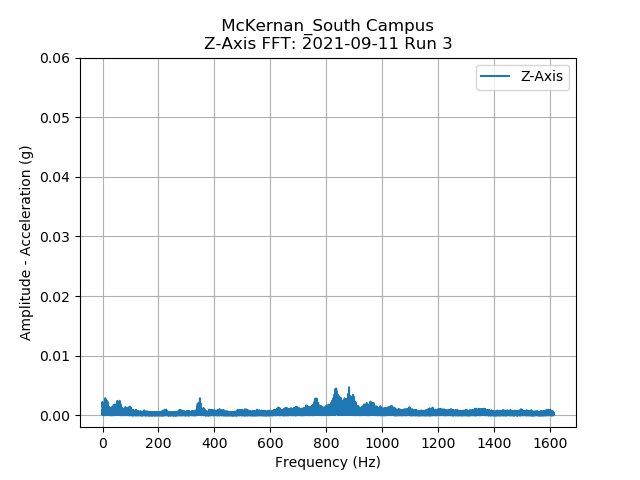 McKernan_South Campus
Z-Axis FFT: 2021-09-11 Run 3
Z-Axis
0.06
0.05
0.04
0.03
0.02
0.01
0.00
Amplitude - Acceleration (g)
0 200 400 600 800 1000 1200 1400 1600
Frequency (Hz)